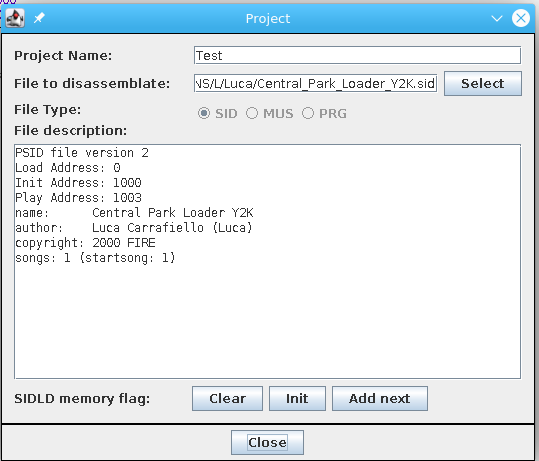 Project
Project Name: Test
File to disassemblate: NS/L/Luca/Central_Park_Loader_Y2K.sid Select
File Type: SID MUS PRG
File description:
PSID file version 2
Load Address: 0
Init Address: 1000
Play Address: 1003
name: Central Park Loader Y2K
author: Luca Carrafiello (Luca)
copyright: 2000 FIRE
songs: 1 (startsong: 1)
SIDLD memory flag: Clear Init Add next
Close